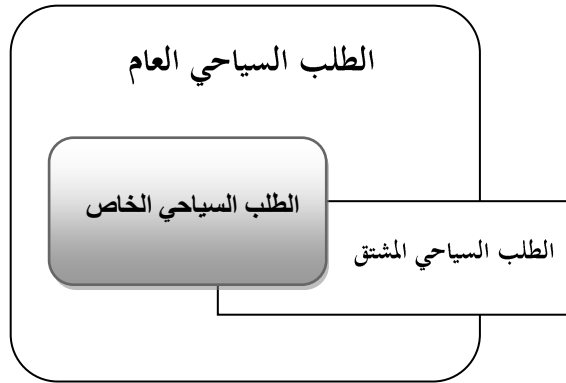 الطلب السياحي العام
الطلب السياحي الخاص
الطلب السياحي المشتق